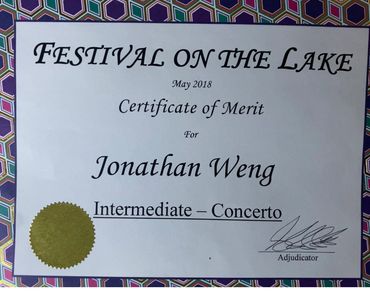 FESTIVAL ON THE LAKE
May 2018
Certificate of Merit
For
Jonathan Weng
Intermediate – Concerto
Adjudicator